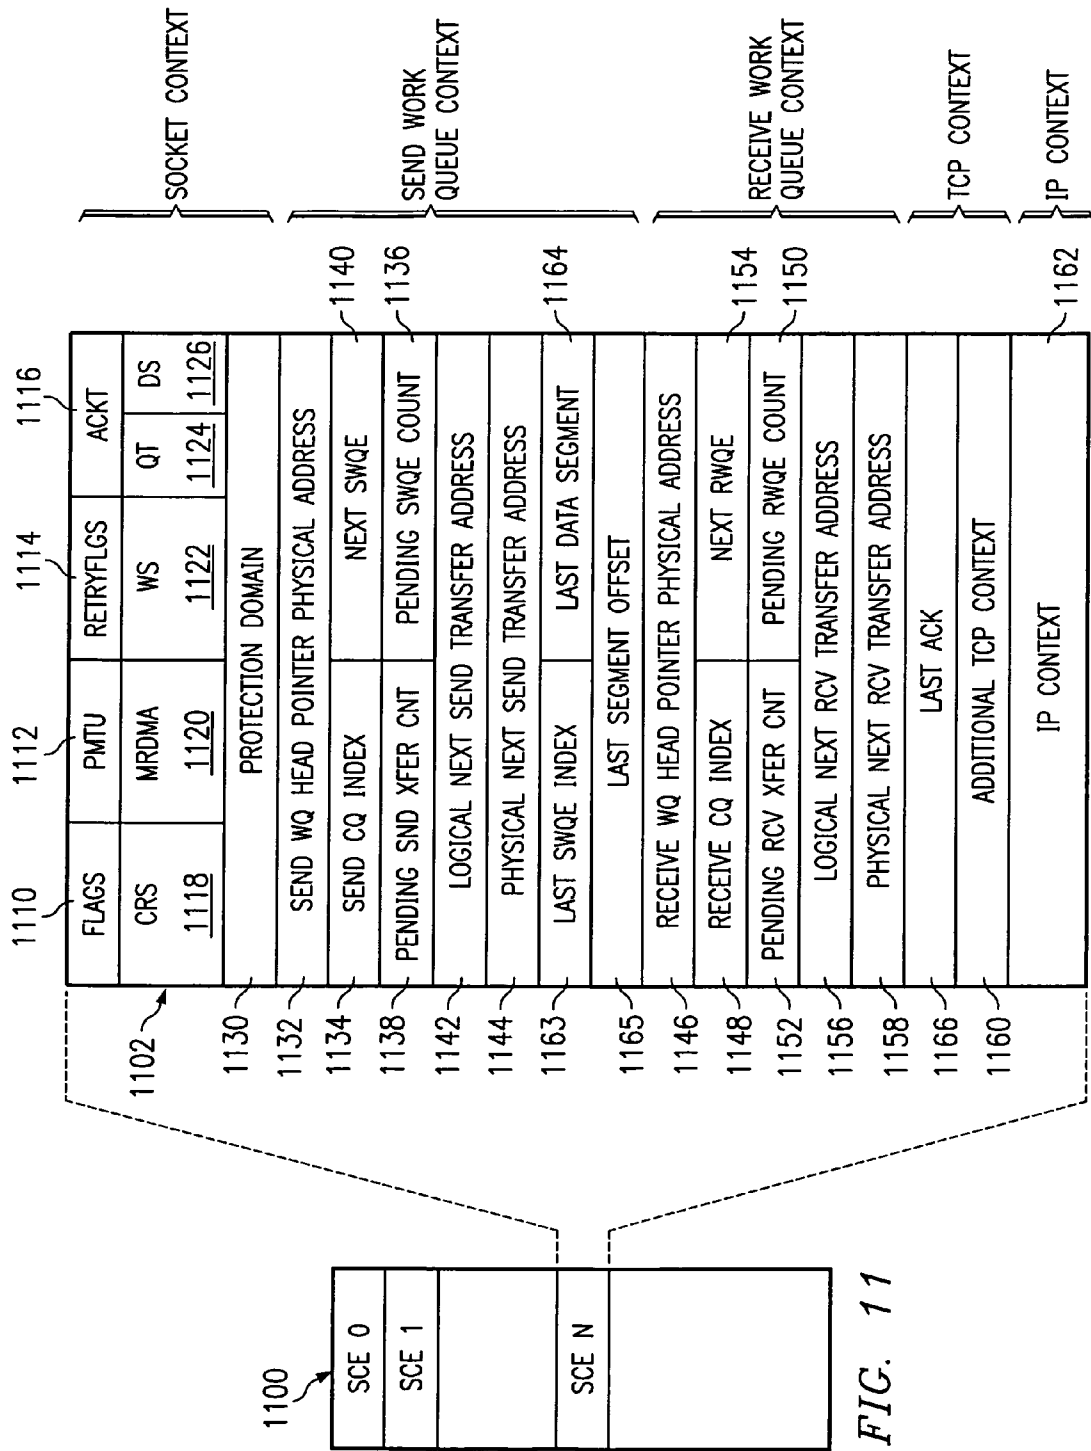 1100
SCE 0
SCE 1
SCE N
FIG. 11
1110
1112
1114
1116
FLAGS
PMTU
RETRYFLGS
ACKT
1102
CRS
1118
MRDMA
1120
WS
1122
QT
1124
DS
1126
SOCKET CONTEXT
1130
PROTECTION DOMAIN
1132
SEND WQ HEAD POINTER PHYSICAL ADDRESS
1134
SEND CQ INDEX
NEXT SWQE
1140
1138
PENDING SND XFER CNT
PENDING SWQE COUNT
1136
SEND WORK
QUEUE CONTEXT
1142
LOGICAL NEXT SEND TRANSFER ADDRESS
1144
PHYSICAL NEXT SEND TRANSFER ADDRESS
1163
LAST SWQE INDEX
LAST DATA SEGMENT
1164
1165
LAST SEGMENT OFFSET
1146
RECEIVE WQ HEAD POINTER PHYSICAL ADDRESS
1148
RECEIVE CQ INDEX
NEXT RWQE
1154
1152
PENDING RCV XFER CNT
PENDING RWQE COUNT
1150
RECEIVE WORK
QUEUE CONTEXT
1156
LOGICAL NEXT RCV TRANSFER ADDRESS
1158
PHYSICAL NEXT RCV TRANSFER ADDRESS
1166
LAST ACK
TCP CONTEXT
1160
ADDITIONAL TCP CONTEXT
IP CONTEXT
1162
IP CONTEXT